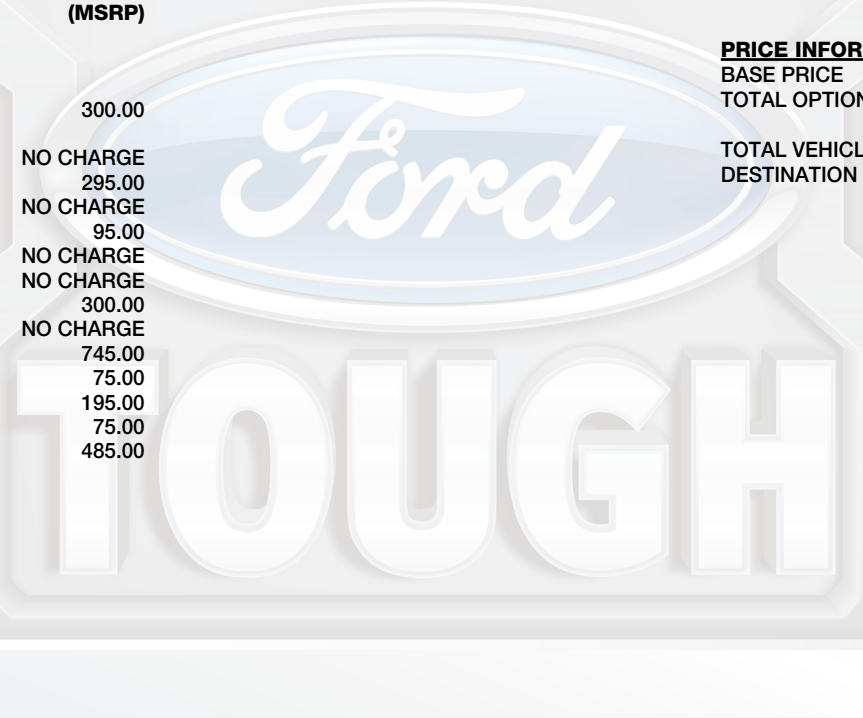 (MSRP)
300.00
NO CHARGE
295.00
NO CHARGE
95.00
NO CHARGE
NO CHARGE
300.00
NO CHARGE
745.00
75.00
195.00
75.00
485.00
PRICE INFOR
BASE PRICE
TOTAL OPTION
TOTAL VEHICL
DESTINATION
Ford
TOUGH